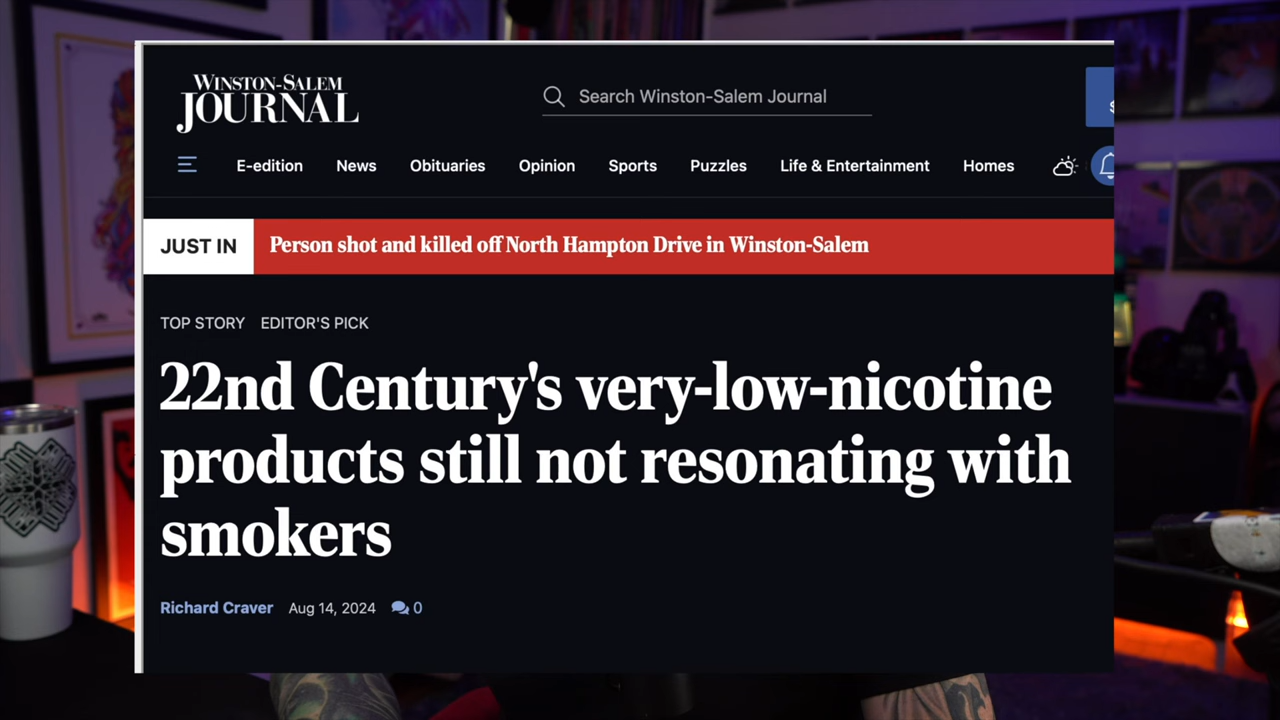 WINSTON-SALEM
JOURNAL
Search Winston-Salem Journal
E-edition News Obituaries Opinion Sports Puzzles Life & Entertainment Homes
JUST IN Person shot and killed off North Hampton Drive in Winston-Salem
TOP STORY EDITOR'S PICK
22nd Century's very-low-nicotine
products still not resonating with
smokers
Richard Craver Aug 14, 2024 0